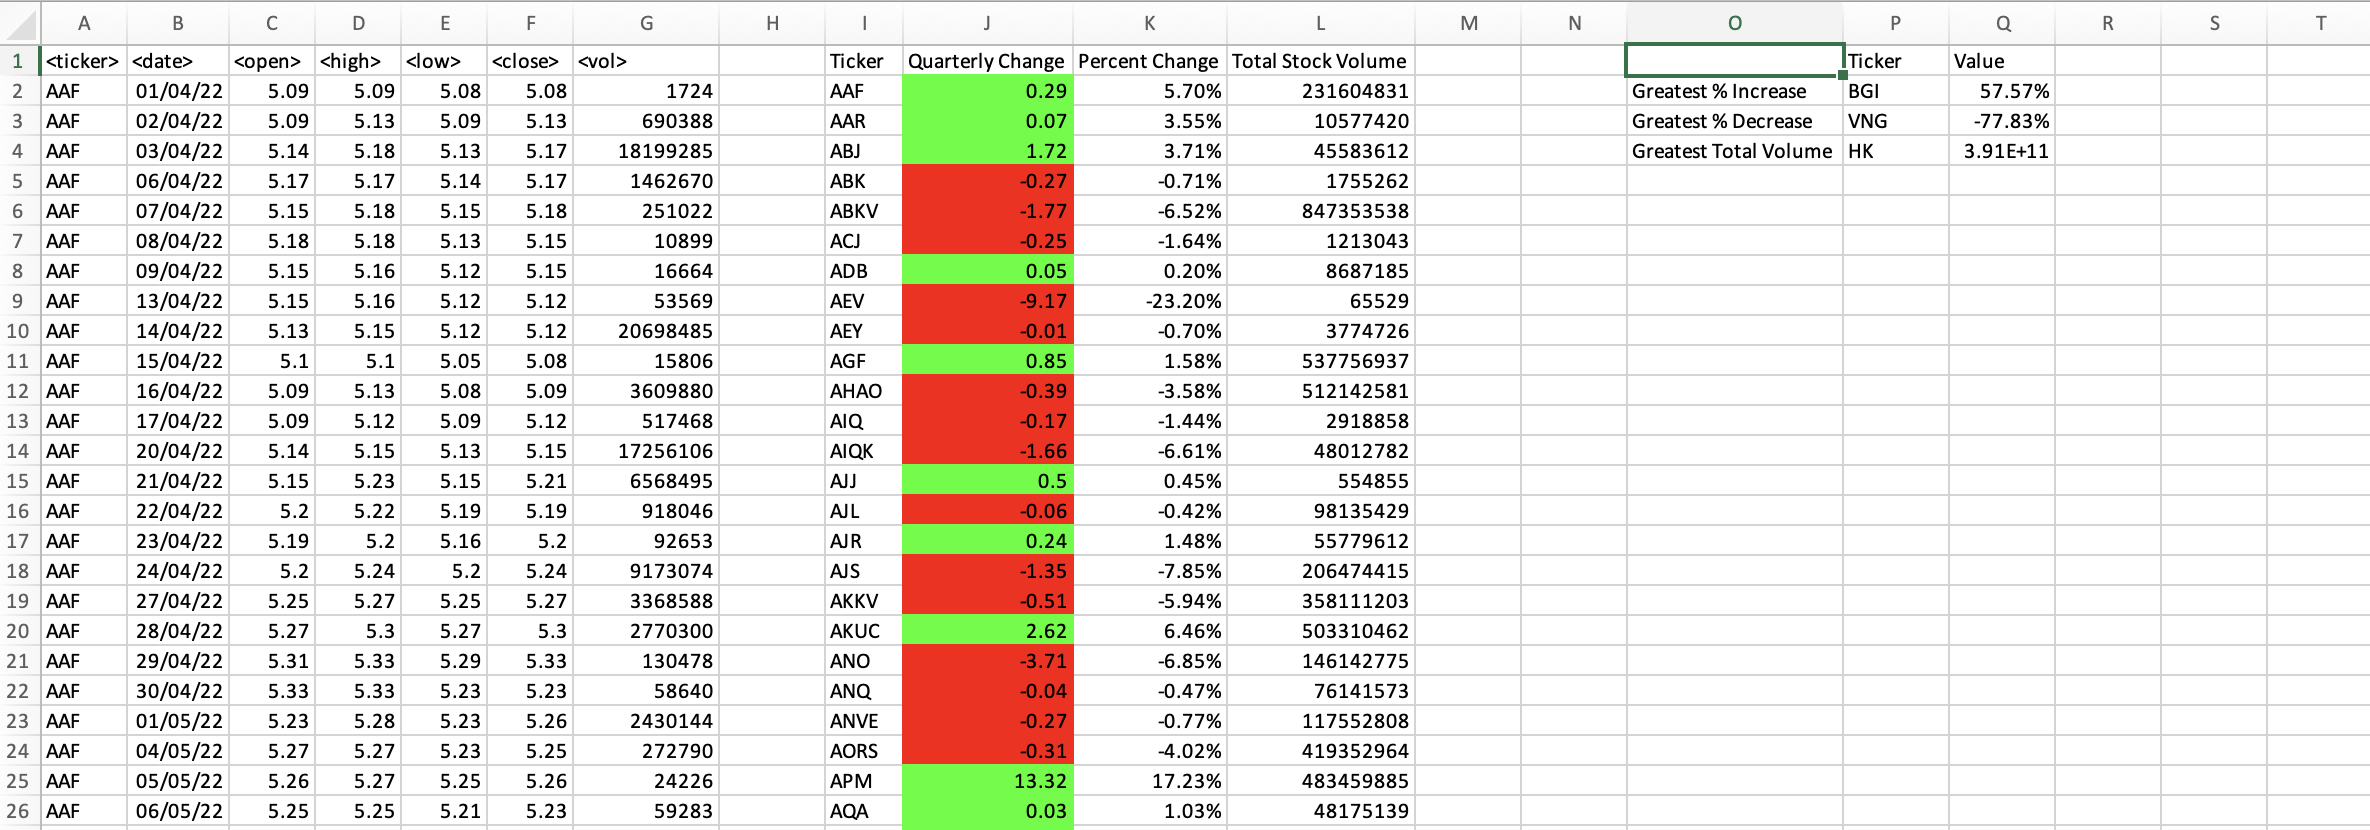 A B C D E F G H I J K L M N O P Q R S T
1 <ticker> <date> <open> <high> <low> <close> <vol> Ticker Quarterly Change Percent Change Total Stock Volume Ticker Value
2 AAF 01/04/22 5.09 5.09 5.08 5.08 1724 AAF 0.29 5.70% 231604831 Greatest % Increase BGI 57.57%
3 AAF 02/04/22 5.09 5.13 5.09 5.13 690388 AAR 0.07 3.55% 10577420 Greatest % Decrease VNG -77.83%
4 AAF 03/04/22 5.14 5.18 5.13 5.17 18199285 ABJ 1.72 3.71% 45583612 Greatest Total Volume HK 3.91E+11
5 AAF 06/04/22 5.17 5.17 5.14 5.17 1462670 ABK -0.27 -0.71% 1755262
6 AAF 07/04/22 5.15 5.18 5.15 5.18 251022 ABKV -1.77 -6.52% 847353538
7 AAF 08/04/22 5.18 5.18 5.13 5.15 10899 ACJ -0.25 -1.64% 1213043
8 AAF 09/04/22 5.15 5.16 5.12 5.15 16664 ADB 0.05 0.20% 8687185
9 AAF 13/04/22 5.15 5.16 5.12 5.12 53569 AEV -9.17 -23.20% 65529
10 AAF 14/04/22 5.13 5.15 5.12 5.12 20698485 AEY -0.01 -0.70% 3774726
11 AAF 15/04/22 5.1 5.1 5.05 5.08 15806 AGF 0.85 1.58% 537756937
12 AAF 16/04/22 5.09 5.13 5.08 5.09 3609880 AHAO -0.39 -3.58% 512142581
13 AAF 17/04/22 5.09 5.12 5.09 5.12 517468 AIQ -0.17 -1.44% 2918858
14 AAF 20/04/22 5.14 5.15 5.13 5.15 17256106 AIQK -1.66 -6.61% 48012782
15 AAF 21/04/22 5.15 5.23 5.15 5.21 6568495 AJJ 0.5 0.45% 554855
16 AAF 22/04/22 5.2 5.22 5.19 5.19 918046 AJL -0.06 -0.42% 98135429
17 AAF 23/04/22 5.19 5.2 5.16 5.2 92653 AJR 0.24 1.48% 55779612
18 AAF 24/04/22 5.2 5.24 5.2 5.24 9173074 AJS -1.35 -7.85% 206474415
19 AAF 27/04/22 5.25 5.27 5.25 5.27 3368588 AKKV -0.51 -5.94% 358111203
20 AAF 28/04/22 5.27 5.3 5.27 5.3 2770300 AKUC 2.62 6.46% 503310462
21 AAF 29/04/22 5.31 5.33 5.29 5.33 130478 ANO -3.71 -6.85% 146142775
22 AAF 30/04/22 5.33 5.33 5.23 5.23 58640 ANQ -0.04 -0.47% 76141573
23 AAF 01/05/22 5.23 5.28 5.23 5.26 2430144 ANVE -0.27 -0.77% 117552808
24 AAF 04/05/22 5.27 5.27 5.23 5.25 272790 AORS -0.31 -4.02% 419352964
25 AAF 05/05/22 5.26 5.27 5.25 5.26 24226 APM 13.32 17.23% 483459885
26 AAF 06/05/22 5.25 5.25 5.21 5.23 59283 AQA 0.03 1.03% 48175139